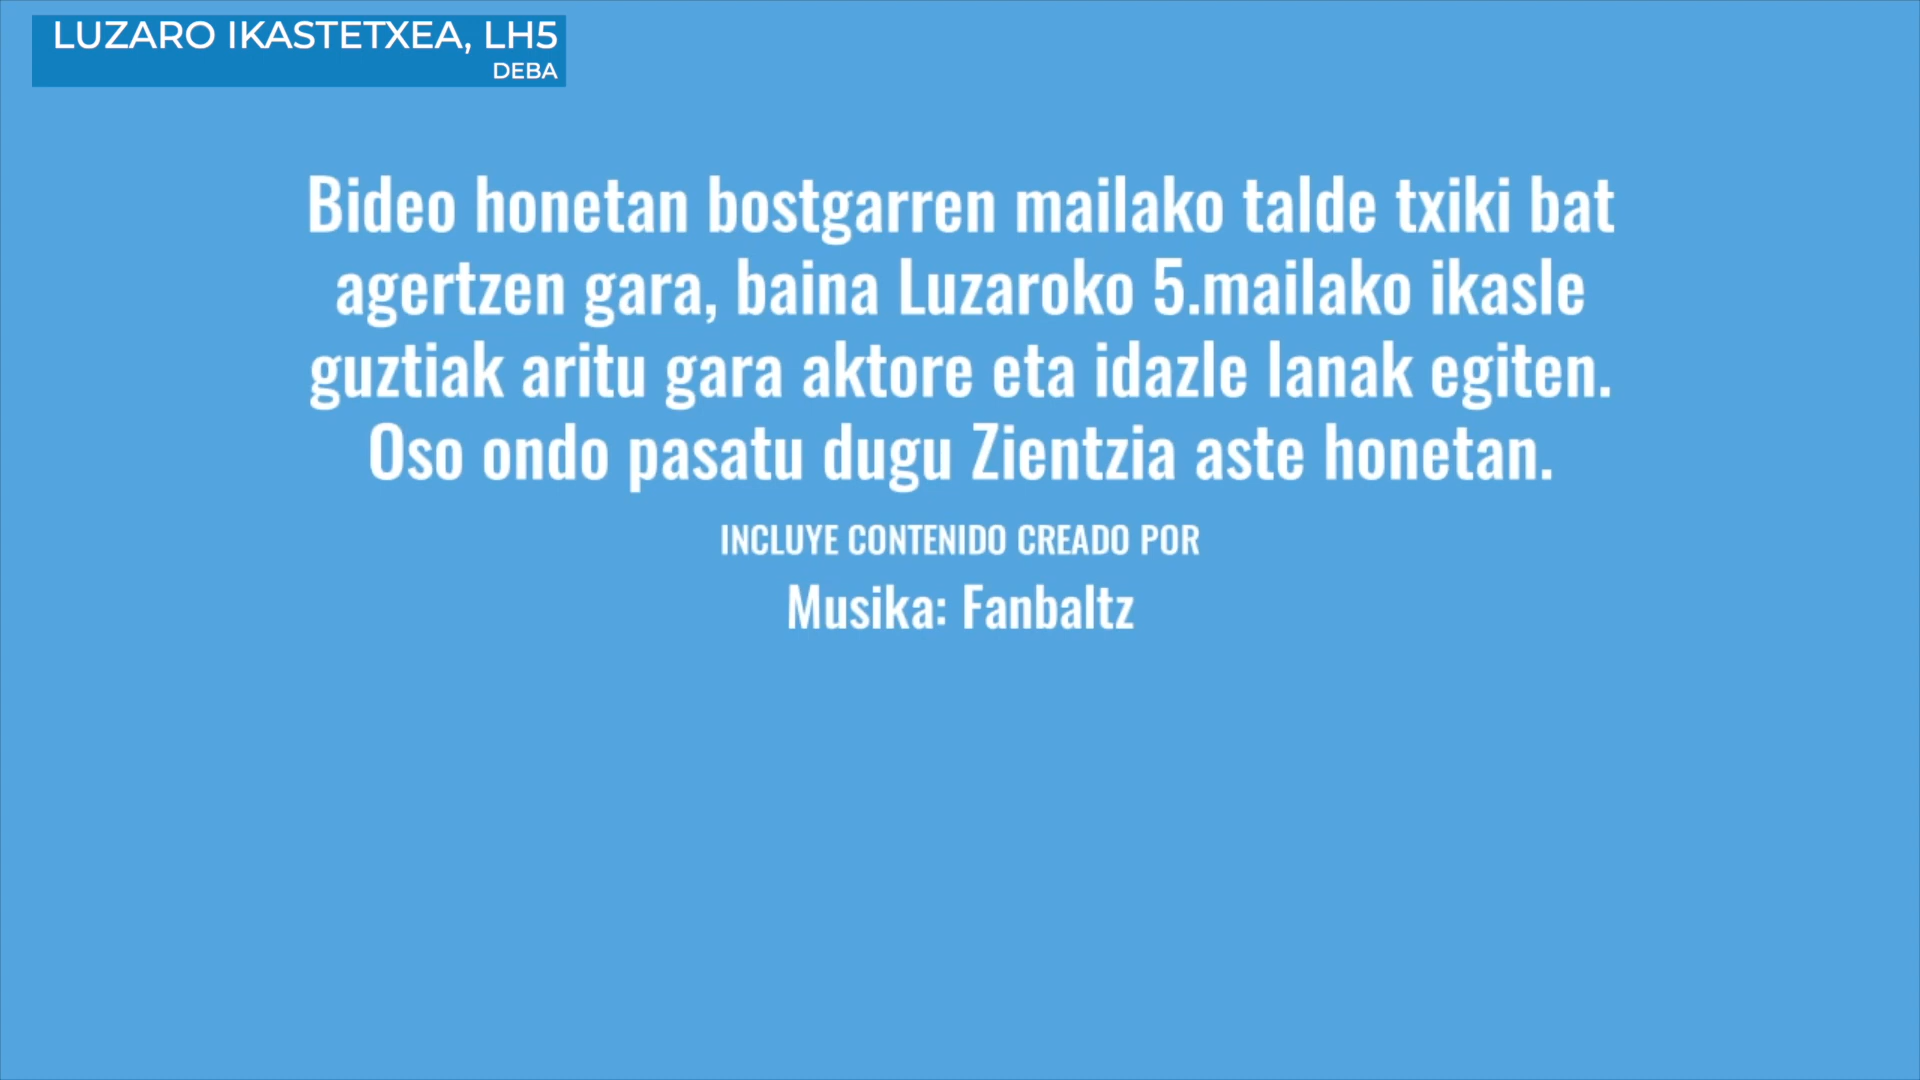 LUZARO IKASTETXEA, LH5
DEBA
Bideo honetan bostgarren mailako talde txiki bat
agertzen gara, baina Luzaroko 5.mailako ikasle
guztiak aritu gara aktore eta idazle lanak egiten.
Oso ondo pasatu dugu Zientzia aste honetan.
INCLUYE CONTENIDO CREADO POR
Musika: Fanbaltz